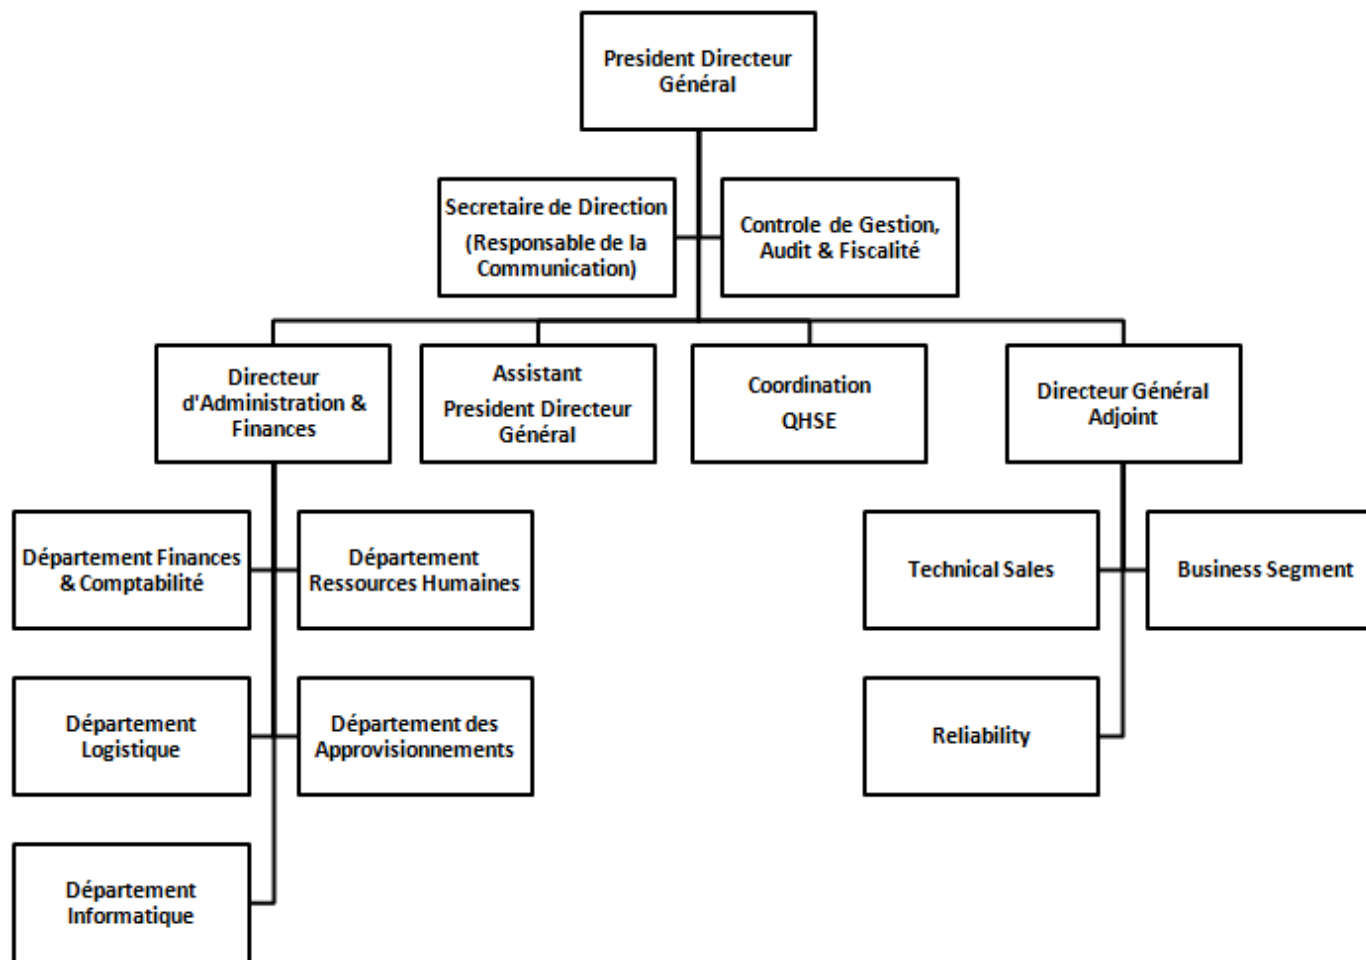 President Directeur
Général
Secretaire de Direction
(Responsable de la
Communication)
Controle de Gestion,
Audit & Fiscalité
Directeur
d'Administration &
Finances
Assistant
President Directeur
Général
Coordination
QHSE
Directeur Général
Adjoint
Département Finances
& Comptabilité
Département
Ressources Humaines
Technical Sales
Business Segment
Département
Logistique
Département des
Approvisionnements
Reliability
Département
Informatique